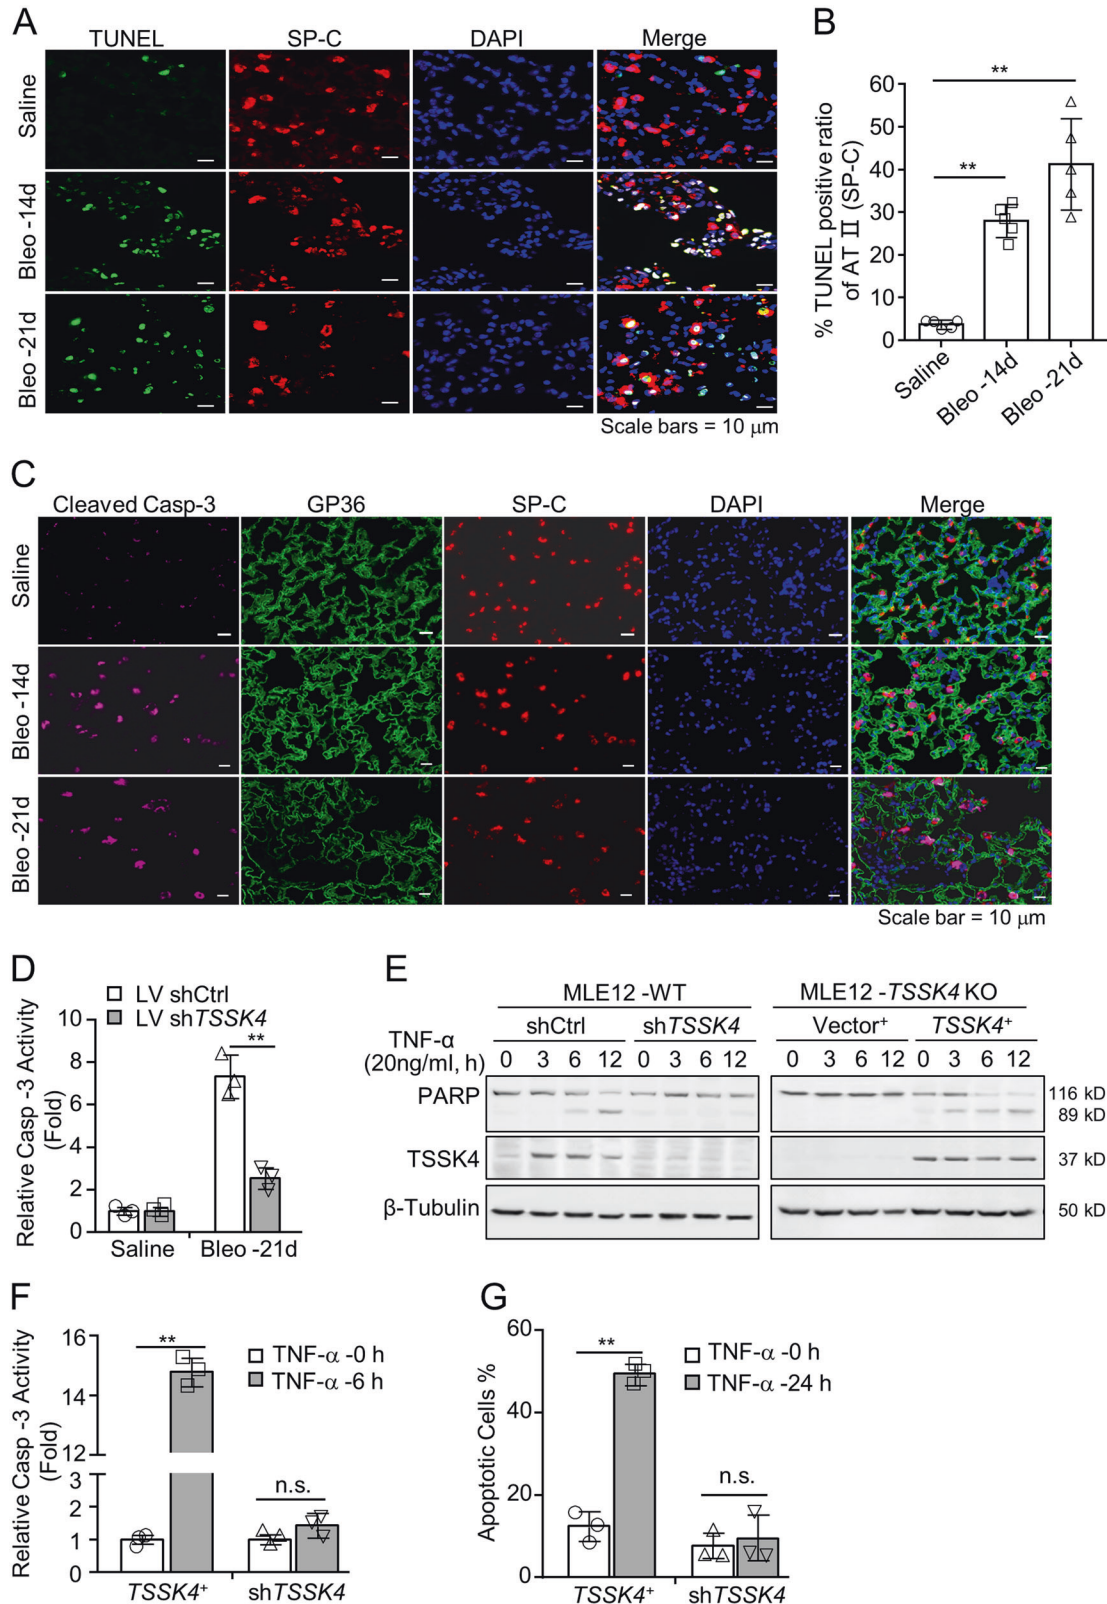 A
TUNEL SP-C DAPI Merge
Saline
Bleo -14d
Bleo -21d
Scale bars = 10 μm
B
% TUNEL positive ratio
of AT II (SP-C)
60
50
40
30
20
10
0
**
**
Saline Bleo -14d Bleo -21d
C
Cleaved Casp-3 GP36 SP-C DAPI Merge
Saline
Bleo -14d
Bleo -21d
Scale bar = 10 μm
D
LV shCtrl
LV shTSSK4
Relative Casp -3 Activity
(Fold)
10
8
6
4
2
0
**
Saline Bleo -21d
E
MLE12 -WT MLE12 -TSSK4 KO
shCtrl shTSSK4 Vector⁺ TSSK4⁺
TNF-α
(20ng/ml, h)
0 3 6 12 0 3 6 12 0 3 6 12 0 3 6 12
PARP 116 kD
89 kD
TSSK4 37 kD
β-Tubulin 50 kD
F
Relative Casp -3 Activity
(Fold)
16
14
12
3
2
1
0
**
n.s.
TNF-α -0 h
TNF-α -6 h
TSSK4⁺ shTSSK4
G
Apoptotic Cells %
60
40
20
0
**
n.s.
TNF-α -0 h
TNF-α -24 h
TSSK4⁺ shTSSK4